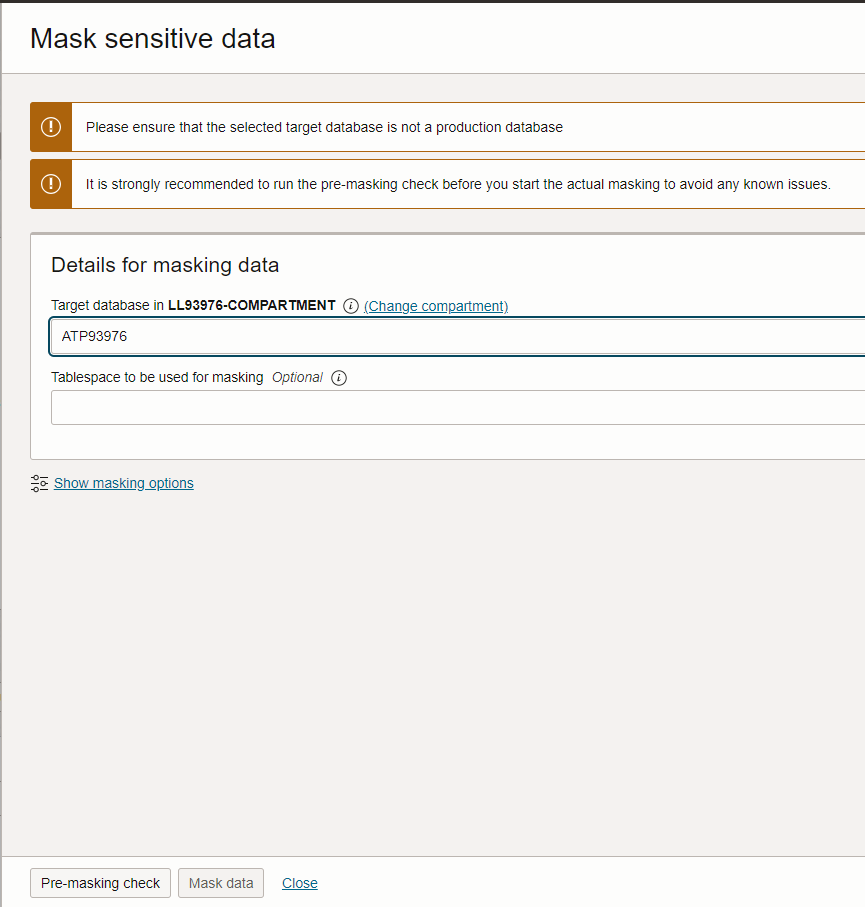 Mask sensitive data
Please ensure that the selected target database is not a production database
It is strongly recommended to run the pre-masking check before you start the actual masking to avoid any known issues.
Details for masking data
Target database in LL93976-COMPARTMENT (Change compartment)
ATP93976
Tablespace to be used for masking Optional
Show masking options
Pre-masking check Mask data Close